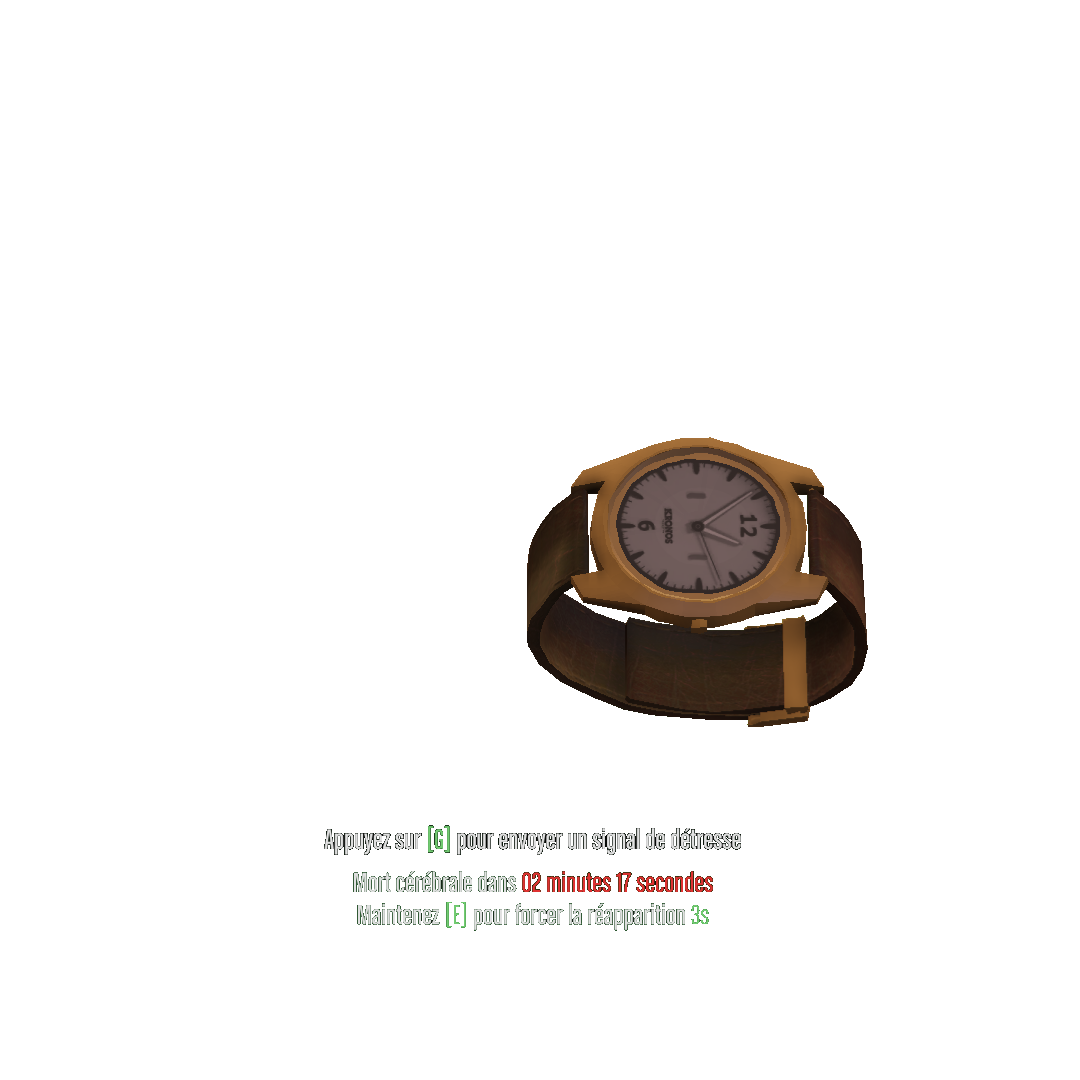 12
KRONOS
6
Appuyez sur [G] pour envoyer un signal de détresse
Mort cérébrale dans 02 minutes 17 secondes
Maintenez [E] pour forcer la réapparition 3s